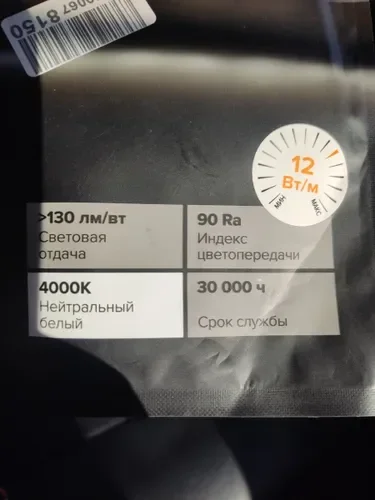 0067 8150
12
Вт/м
МИН
МАКС
>130 лм/вт
Световая
отдача
90 Ra
Индекс
цветопередачи
4000K
Нейтральный
белый
30 000 ч
Срок службы